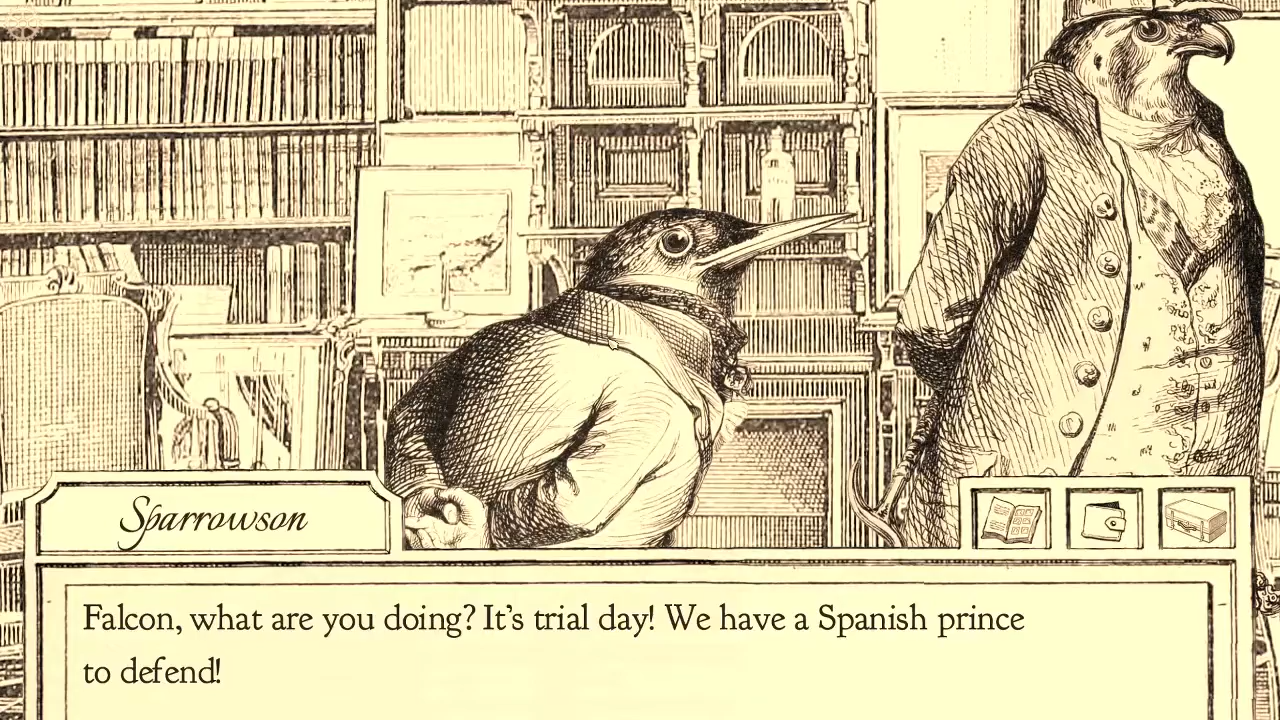 Sparrowson
Falcon, what are you doing? It's trial day! We have a Spanish prince
to defend!